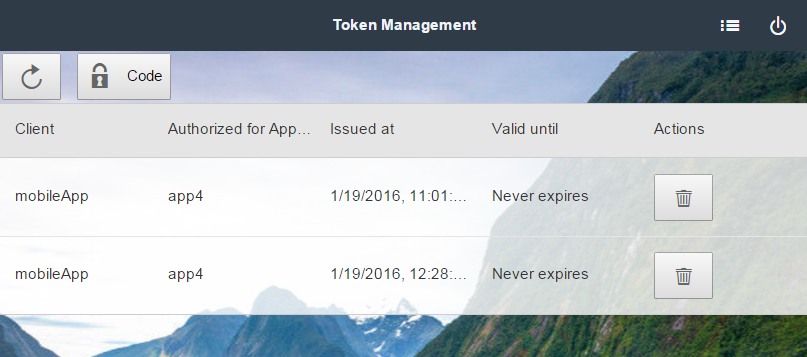 Token Management
Code
Client Authorized for App... Issued at Valid until Actions
mobileApp app4 1/19/2016, 11:01:... Never expires
mobileApp app4 1/19/2016, 12:28:... Never expires